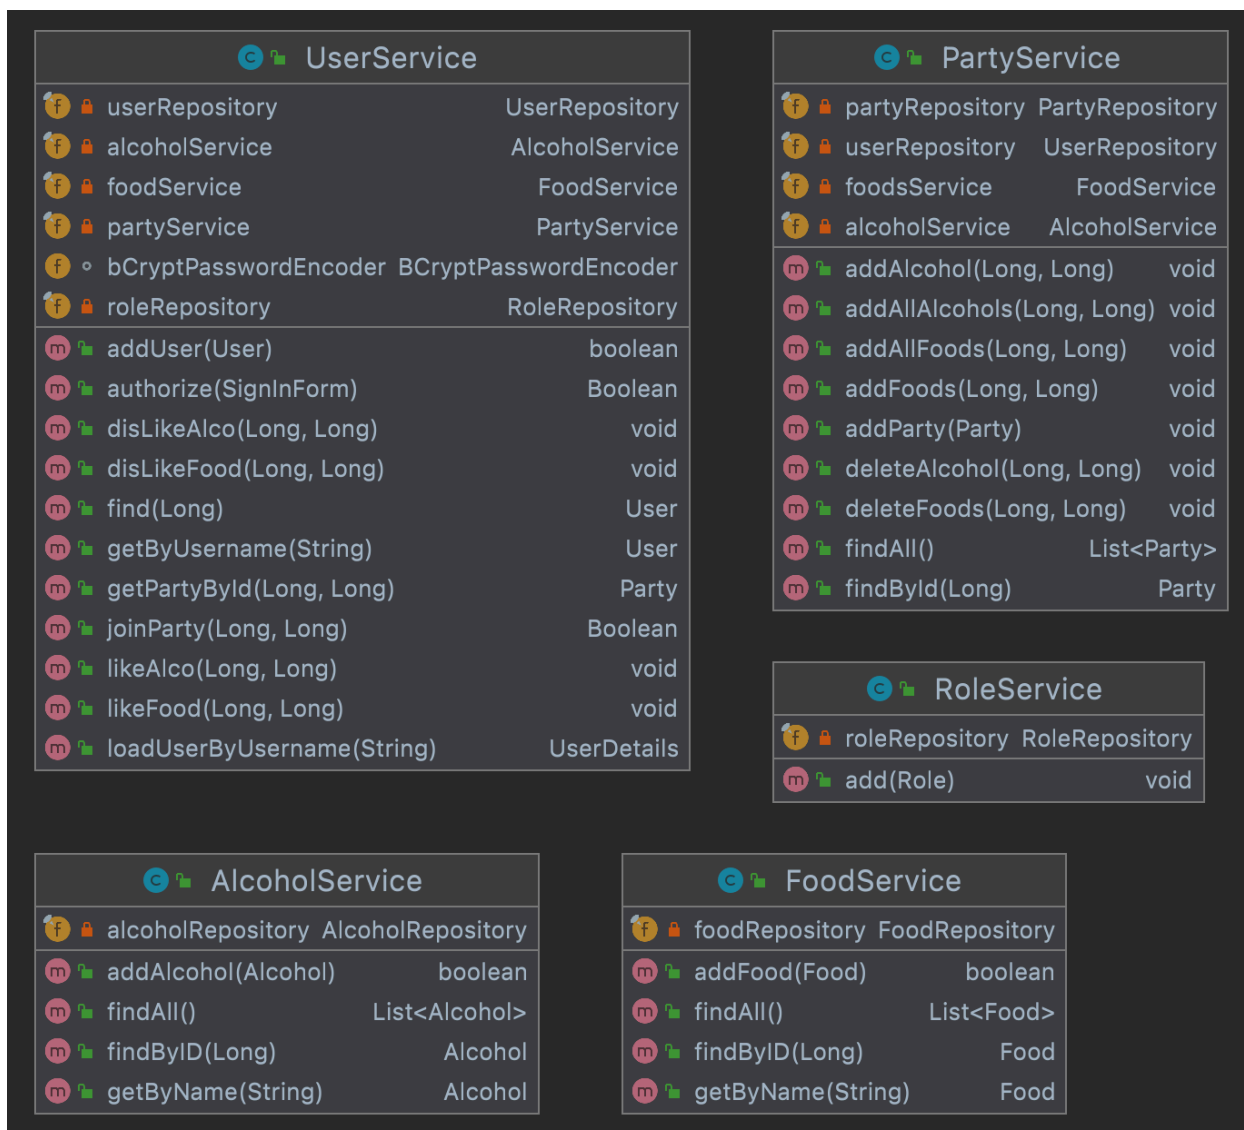 UserService
userRepository UserRepository
alcoholService AlcoholService
foodService FoodService
partyService PartyService
bCryptPasswordEncoder BCryptPasswordEncoder
roleRepository RoleRepository
addUser(User) boolean
authorize(SignInForm) Boolean
disLikeAlco(Long, Long) void
disLikeFood(Long, Long) void
find(Long) User
getByUsername(String) User
getPartyById(Long, Long) Party
joinParty(Long, Long) Boolean
likeAlco(Long, Long) void
likeFood(Long, Long) void
loadUserByUsername(String) UserDetails
PartyService
partyRepository PartyRepository
userRepository UserRepository
foodsService FoodService
alcoholService AlcoholService
addAlcohol(Long, Long) void
addAllAlcohols(Long, Long) void
addAllFoods(Long, Long) void
addFoods(Long, Long) void
addParty(Party) void
deleteAlcohol(Long, Long) void
deleteFoods(Long, Long) void
findAll() List<Party>
findById(Long) Party
RoleService
roleRepository RoleRepository
add(Role) void
AlcoholService
alcoholRepository AlcoholRepository
addAlcohol(Alcohol) boolean
findAll() List<Alcohol>
findByID(Long) Alcohol
getByName(String) Alcohol
FoodService
foodRepository FoodRepository
addFood(Food) boolean
findAll() List<Food>
findByID(Long) Food
getByName(String) Food